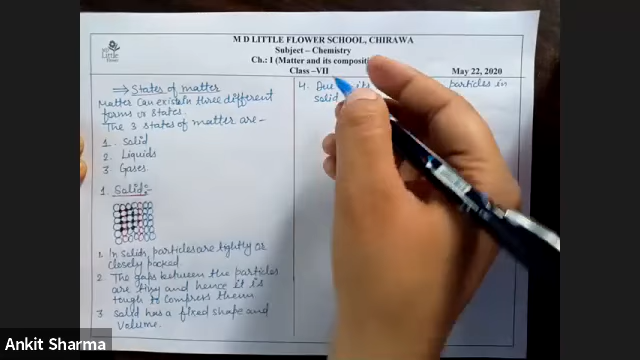 M D LITTLE FLOWER SCHOOL, CHIRAWA
Subject – Chemistry
Ch.: I (Matter and its compositi
Class –VII
May 22, 2020
⇒ States of matter
Matter Can exist in three different
forms or states.
The 3 states of matter are –
1. Solid
2. Liquids
3 Gases
1 Solid:-
1. In solids, particles are tightly or
closely packed
2 The gaps between the particles
are tiny and hence it is
tough to compress them
3 Solid has a fixed shape and
volume.
4. Due particles in
solid
Ankit Sharma